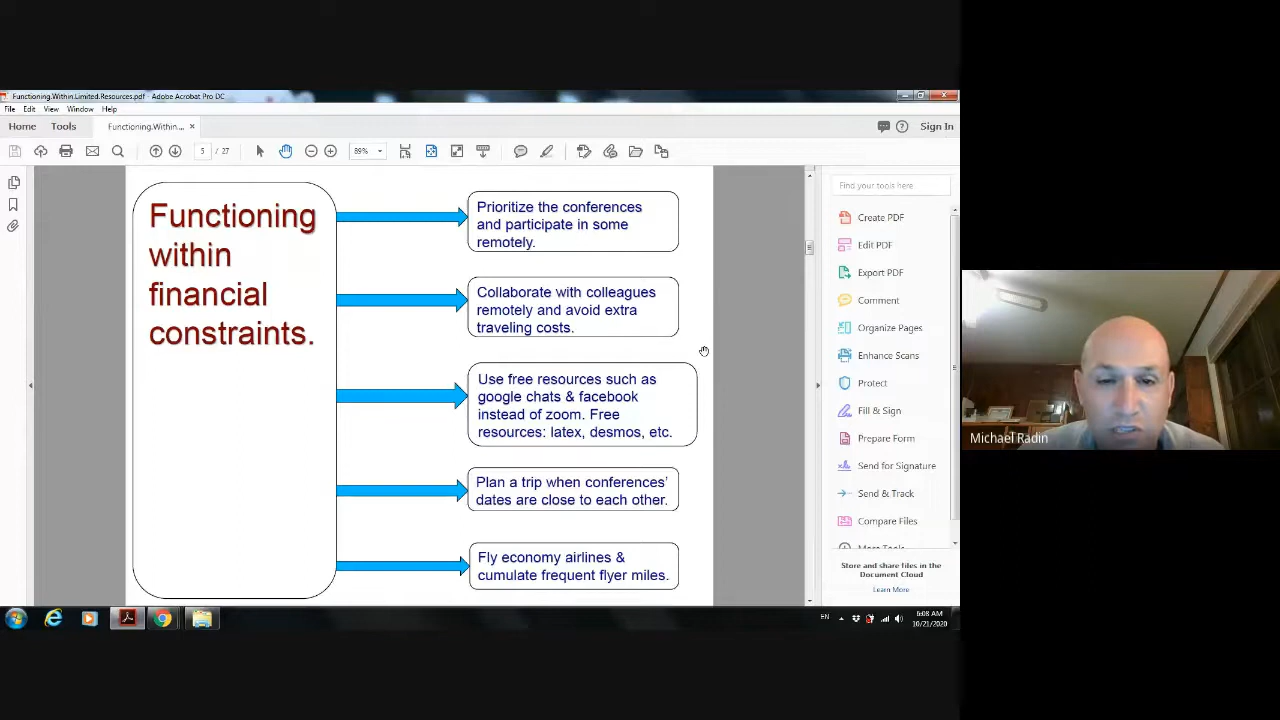 Functioning.Within.Limited.Resources.pdf - Adobe Acrobat Pro DC
File Edit View Window Help
Home Tools Functioning.Within.... × Sign In
5 / 27 89%
Functioning
within
financial
constraints.
Prioritize the conferences
and participate in some
remotely.
Collaborate with colleagues
remotely and avoid extra
traveling costs.
Use free resources such as
google chats & facebook
instead of zoom. Free
resources: latex, desmos, etc.
Plan a trip when conferences'
dates are close to each other.
Fly economy airlines &
cumulate frequent flyer miles.
Find your tools here
Create PDF
Edit PDF
Export PDF
Comment
Organize Pages
Enhance Scans
Protect
Fill & Sign
Prepare Form
Send for Signature
Send & Track
Compare Files
More Tools
Store and share files in the
Document Cloud
Learn More
Michael Radin
EN
6:08 AM
10/21/2020